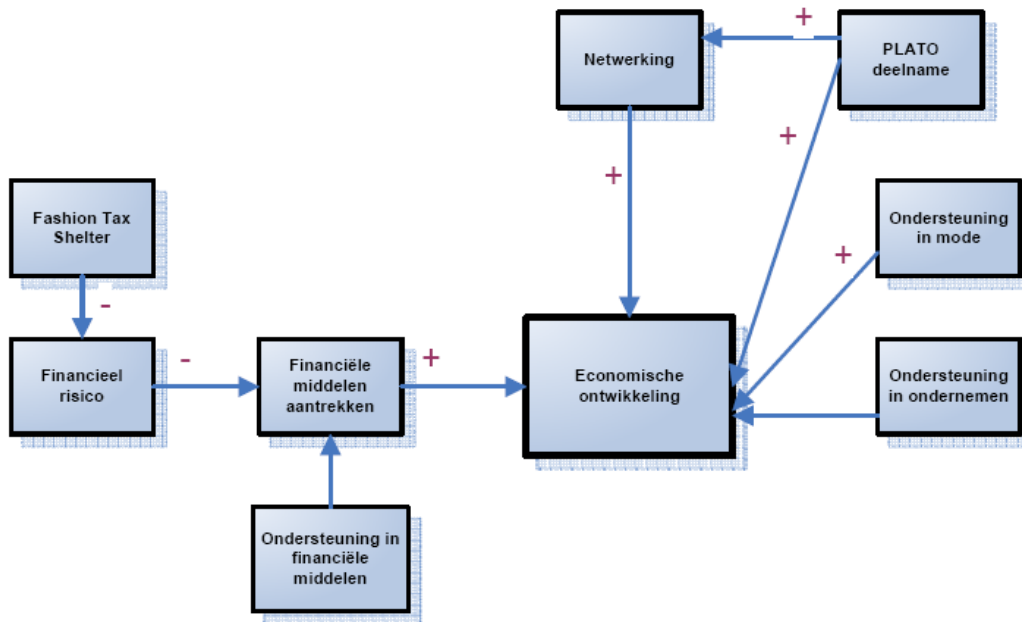 Netwerking
+
PLATO
deelname
+
+
Fashion Tax
Shelter
-
Ondersteuning
in mode
+
Financieel
risico
-
Financiële
middelen
aantrekken
+
Economische
ontwikkeling
Ondersteuning
in ondernemen
Ondersteuning in
financiële
middelen